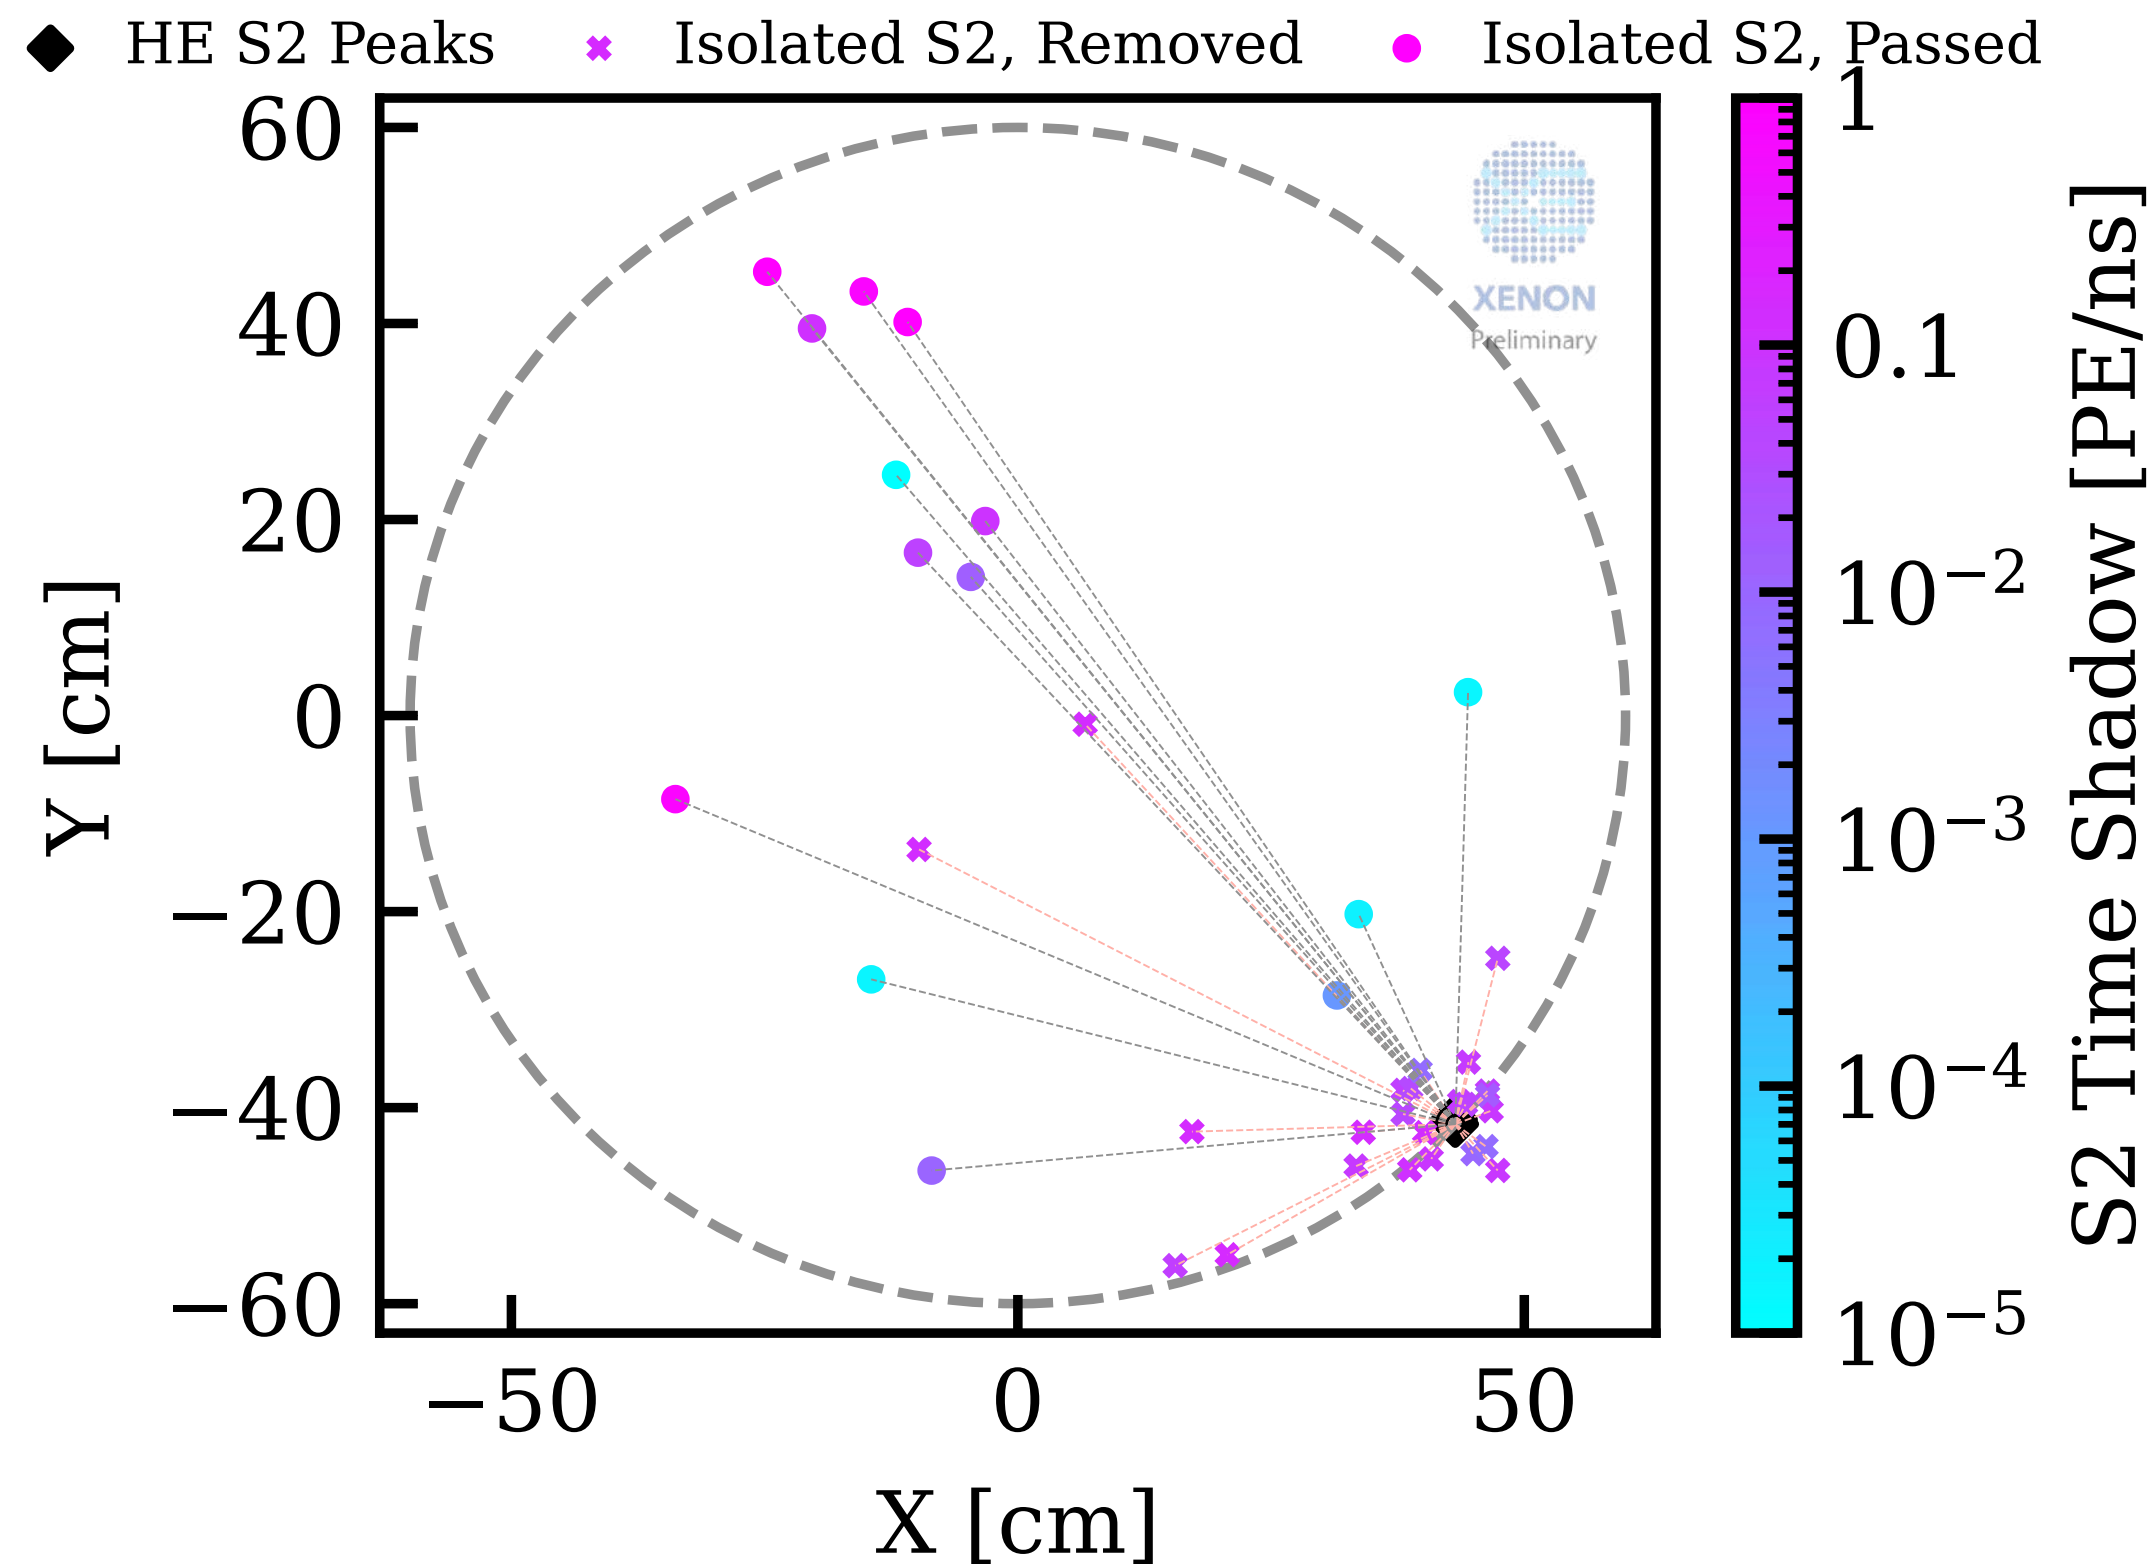 HE S2 Peaks Isolated S2, Removed Isolated S2, Passed
60
40
20
0
−20
−40
−60
Y [cm]
−50 0 50
X [cm]
XENON
Preliminary
1
0.1
10⁻²
10⁻³
10⁻⁴
10⁻⁵
S2 Time Shadow [PE/ns]